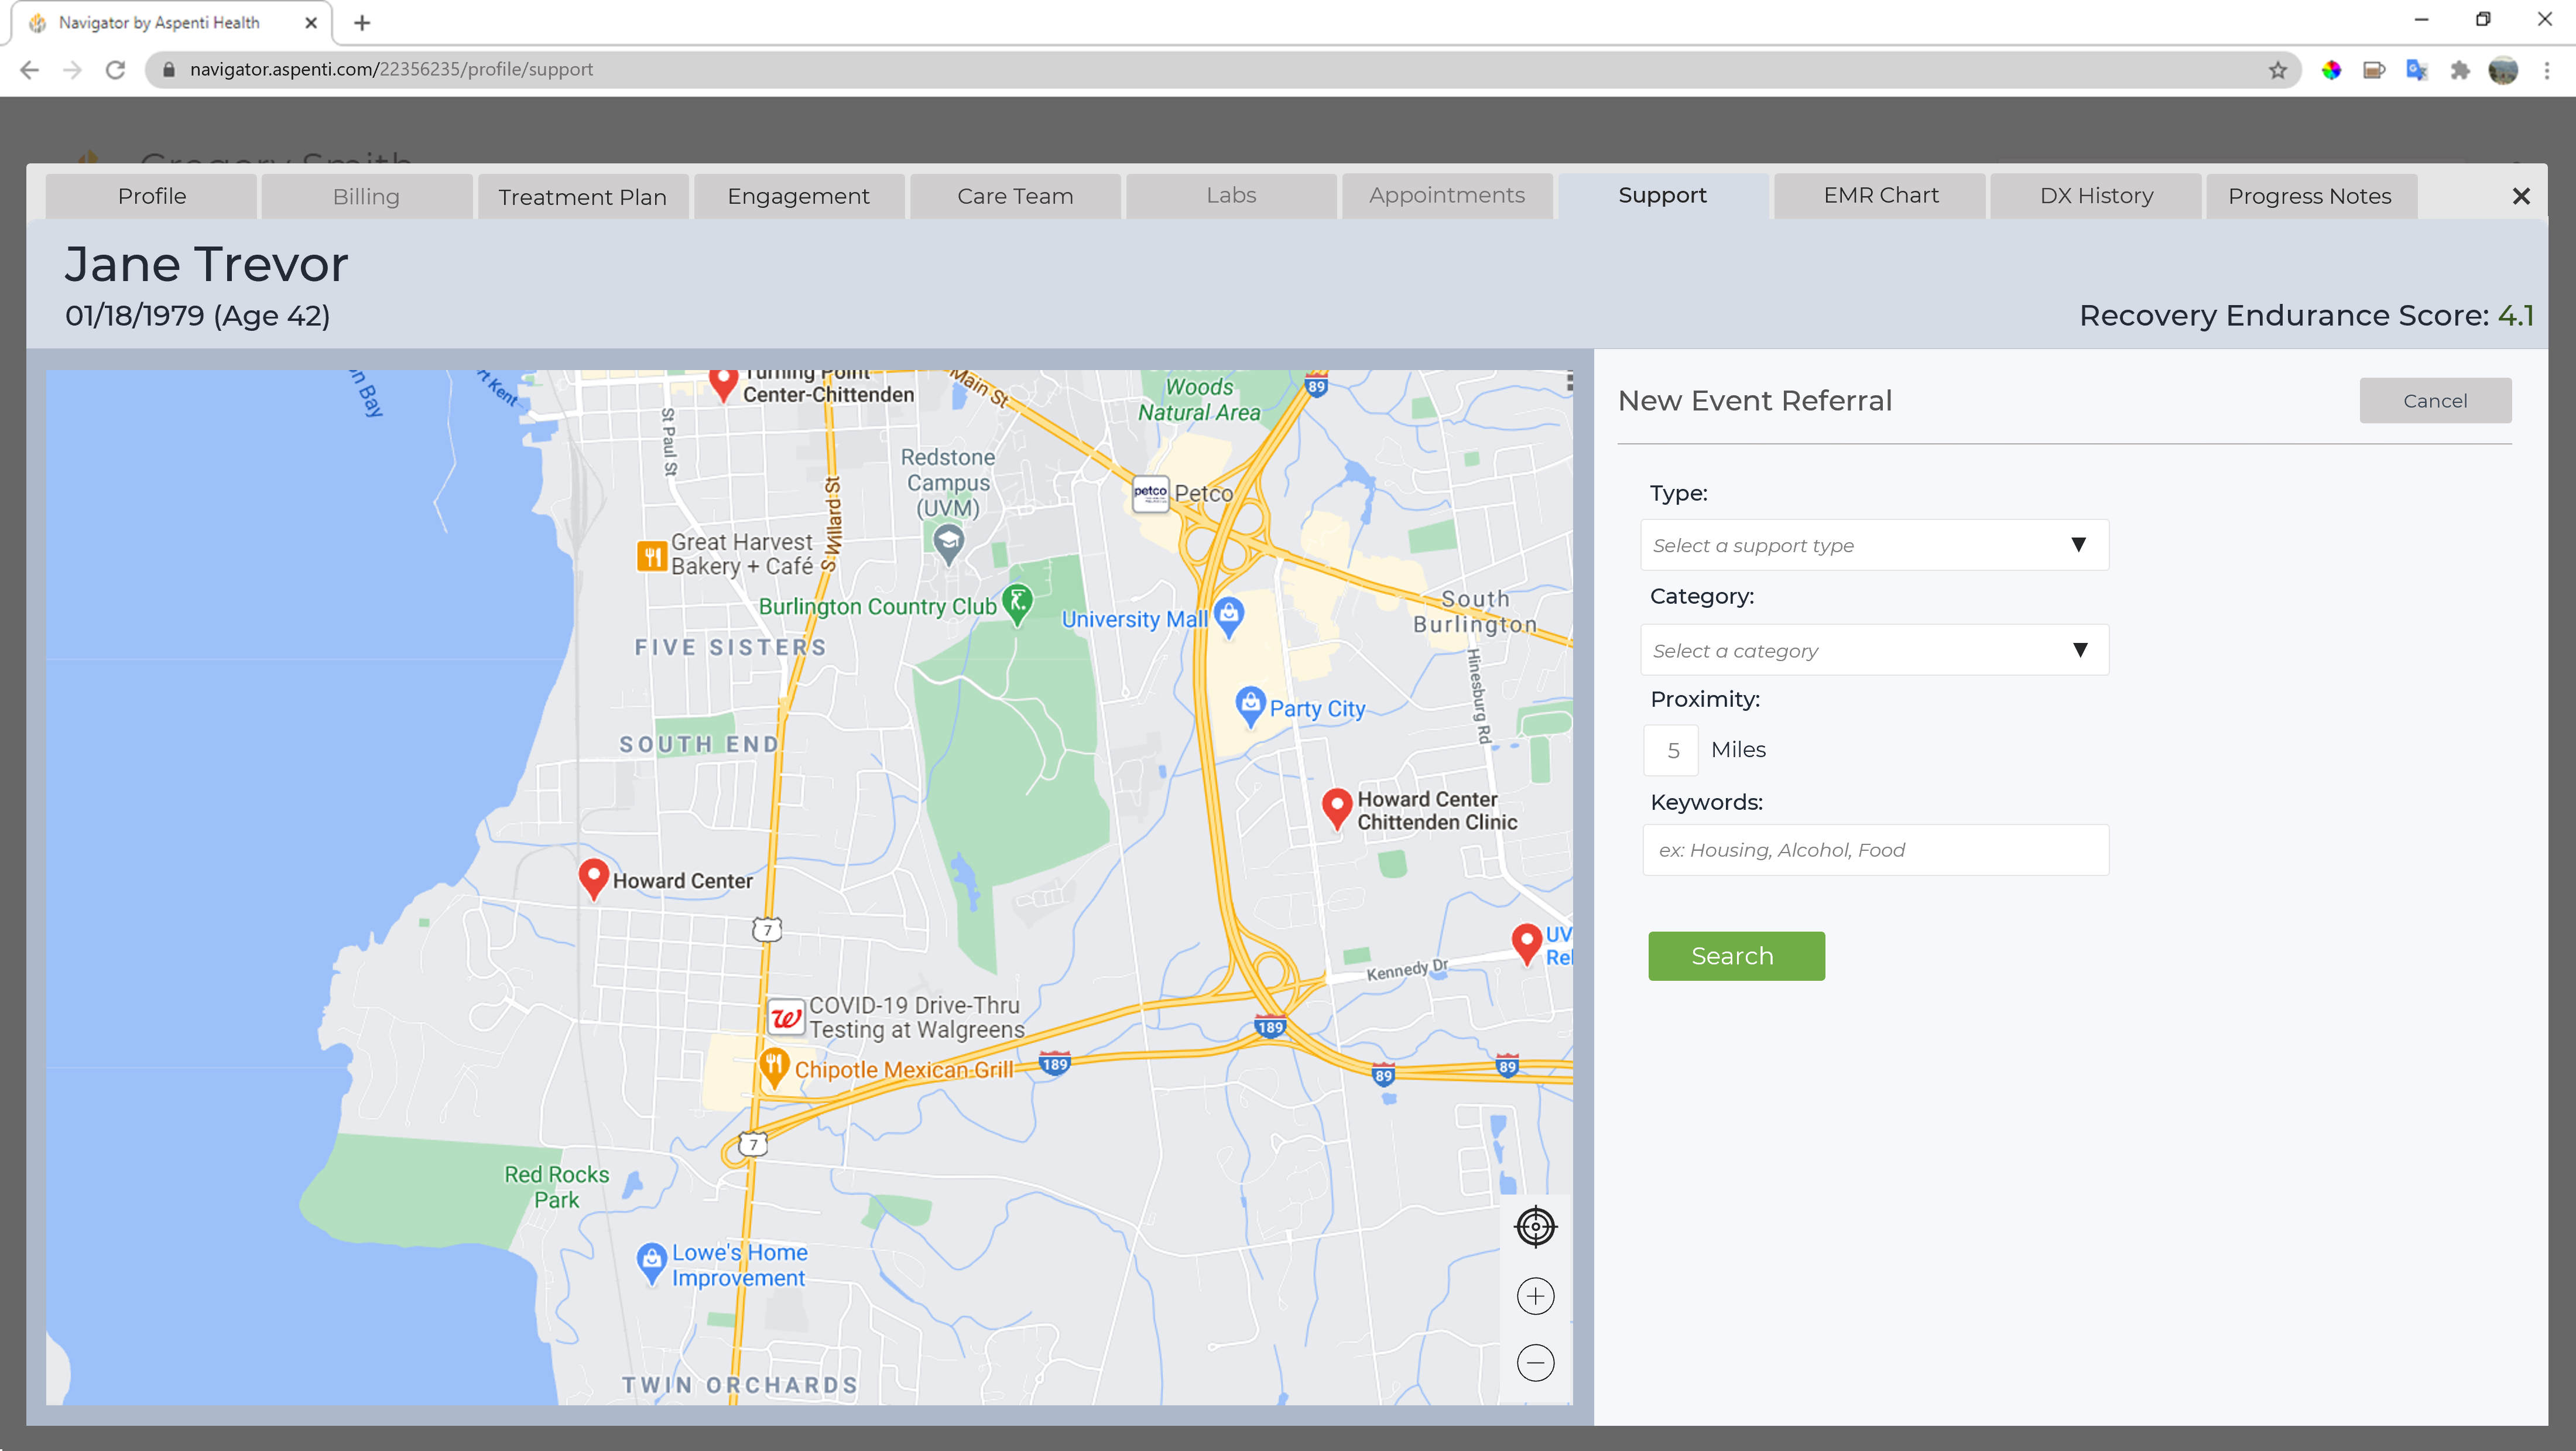 Navigator by Aspenti Health
navigator.aspenti.com/22356235/profile/support
Gregory Smith
Profile
Billing
Treatment Plan
Engagement
Care Team
Labs
Appointments
Support
EMR Chart
DX History
Progress Notes
Jane Trevor
01/18/1979 (Age 42)
Recovery Endurance Score: 4.1
Turning Point
Center-Chittenden
Main St
Woods
Natural Area
89
n Bay
rt Kent
St Paul St
S Willard St
Redstone
Campus
(UVM)
petco
Petco
Great Harvest
Bakery + Café
Burlington Country Club
University Mall
South
Burlington
FIVE SISTERS
Hinesburg Rd
Party City
SOUTH END
Howard Center
Chittenden Clinic
Howard Center
7
UV
Rel
Kennedy Dr
COVID-19 Drive-Thru
Testing at Walgreens
189
Chipotle Mexican Grill
189
89
89
7
Red Rocks
Park
Lowe's Home
Improvement
TWIN ORCHARDS
New Event Referral
Cancel
Type:
Select a support type
Category:
Select a category
Proximity:
5 Miles
Keywords:
ex: Housing, Alcohol, Food
Search